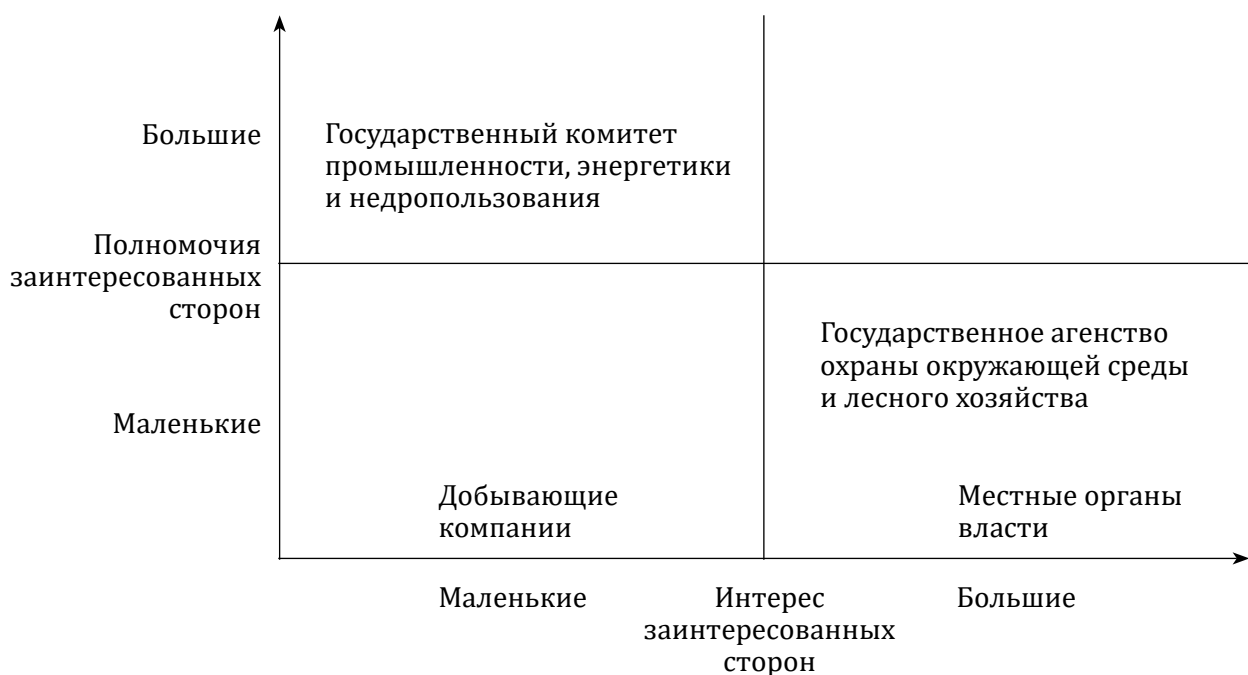 Большие
Государственный комитет
промышленности, энергетики
и недропользования
Полномочия
заинтересованных
сторон
Государственное агенство
охраны окружающей среды
и лесного хозяйства
Маленькие
Добывающие
компании
Местные органы
власти
Маленькие
Интерес
заинтересованных
сторон
Большие